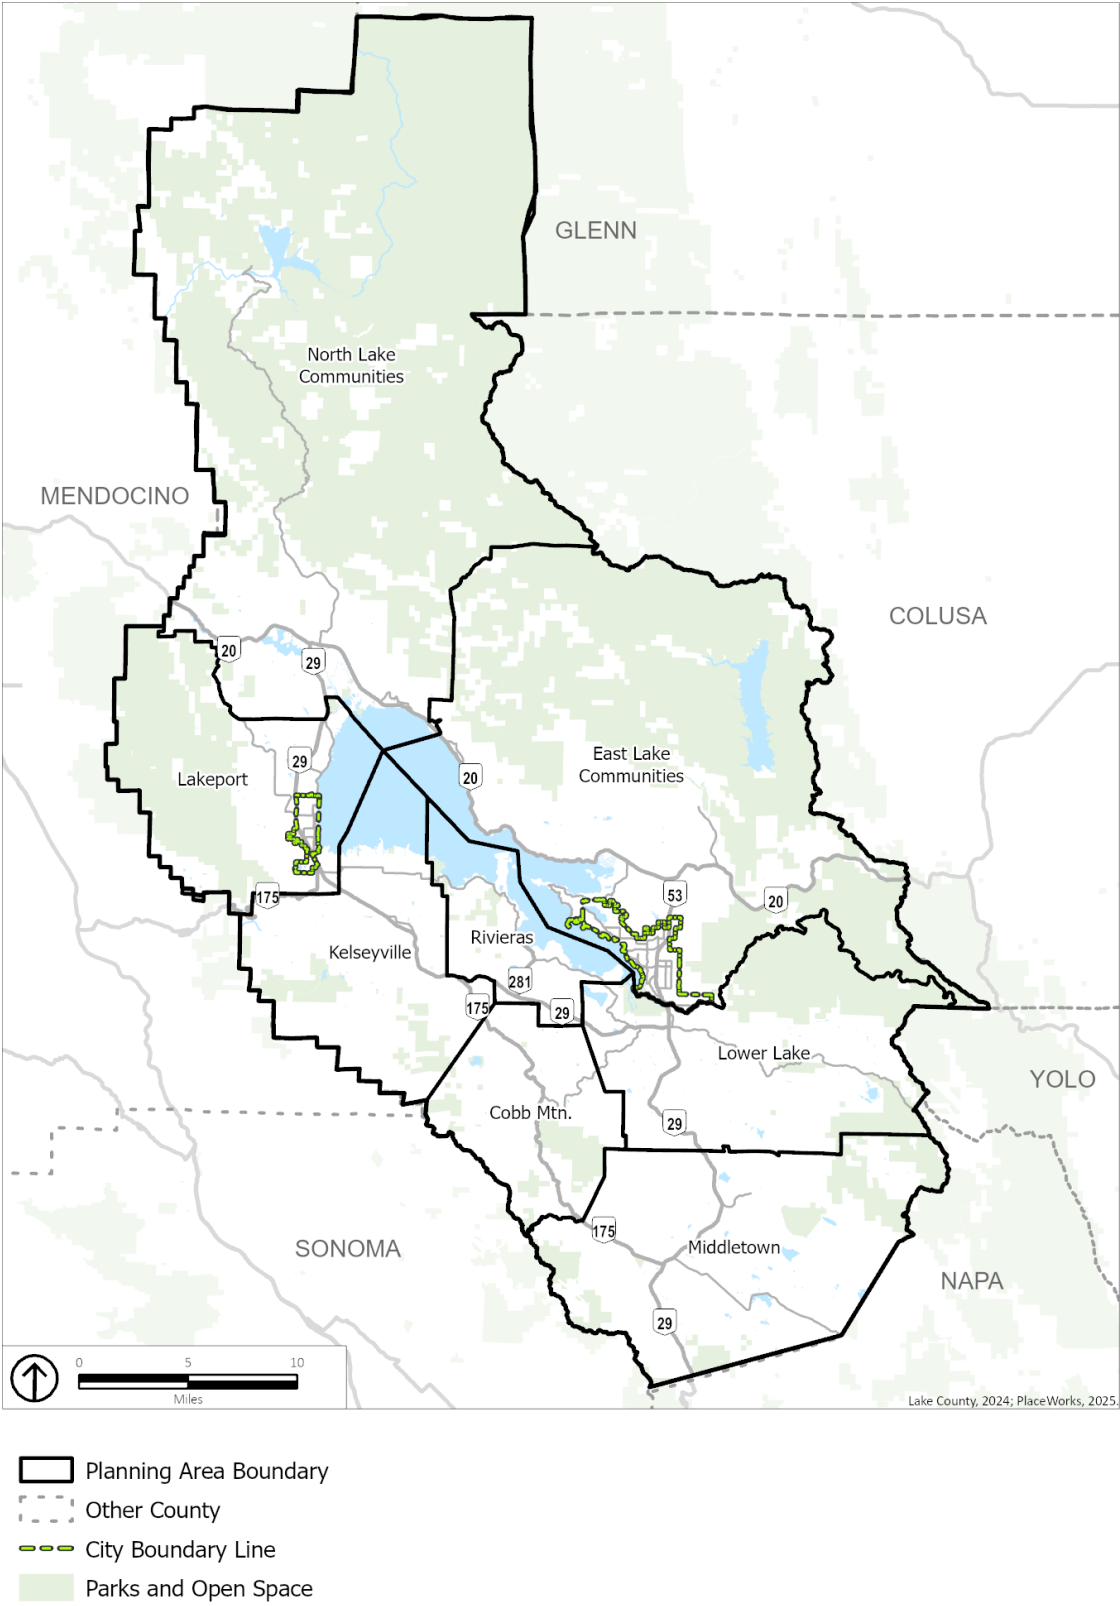 GLENN
North Lake
Communities
MENDOCINO
COLUSA
20
29
29
East Lake
Communities
20
Lakeport
53
20
175
Rivieras
Kelseyville
281
175
29
Lower Lake
YOLO
Cobb Mtn.
29
175
SONOMA
Middletown
NAPA
29
0 5 10
Miles
Lake County, 2024; PlaceWorks, 2025.
Planning Area Boundary
Other County
City Boundary Line
Parks and Open Space